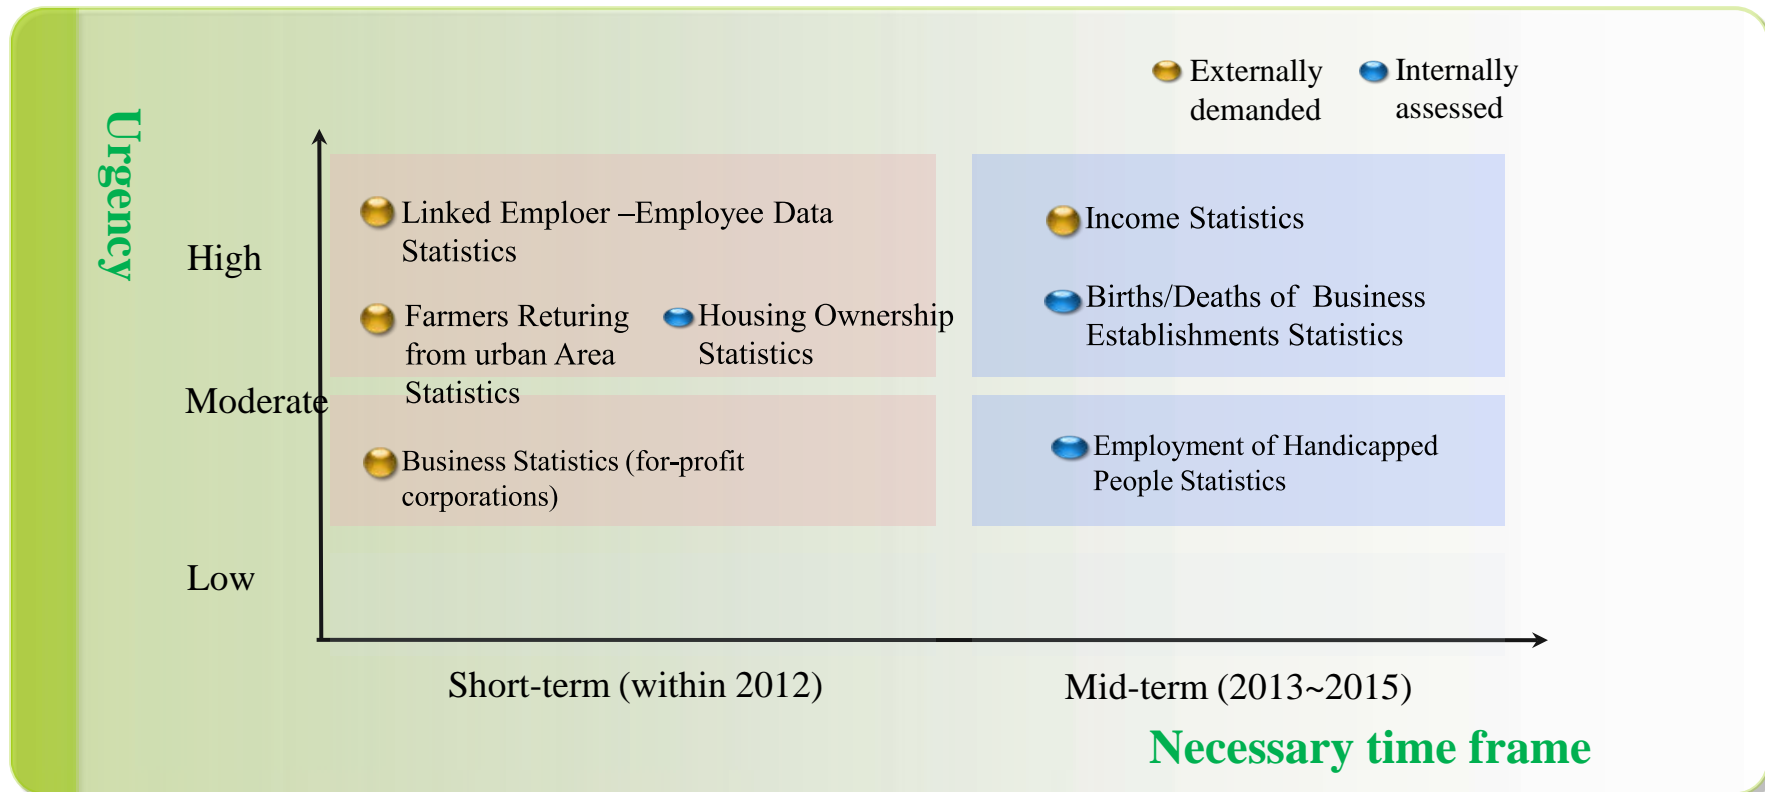 Externally
demanded
Internally
assessed
Urgency
High
Moderate
Low
Linked Emploer –Employee Data
Statistics
Farmers Returing
from urban Area
Statistics
Housing Ownership
Statistics
Business Statistics (for-profit
corporations)
Income Statistics
Births/Deaths of Business
Establishments Statistics
Employment of Handicapped
People Statistics
Short-term (within 2012)
Mid-term (2013~2015)
Necessary time frame